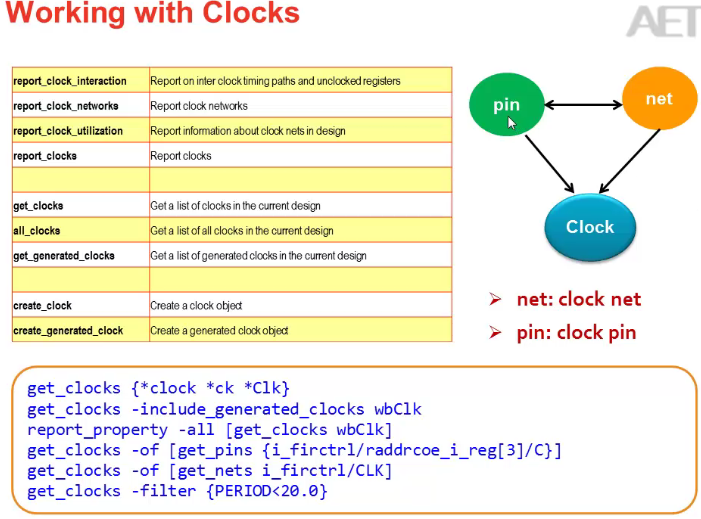 Working with Clocks
AET
report_clock_interaction Report on inter clock timing paths and unclocked registers
report_clock_networks Report clock networks
report_clock_utilization Report information about clock nets in design
report_clocks Report clocks
get_clocks Get a list of clocks in the current design
all_clocks Get a list of all clocks in the current design
get_generated_clocks Get a list of generated clocks in the current design
create_clock Create a clock object
create_generated_clock Create a generated clock object
pin
net
Clock
net: clock net
pin: clock pin
get_clocks {*clock *ck *Clk}
get_clocks -include_generated_clocks wbClk
report_property -all [get_clocks wbClk]
get_clocks -of [get_pins {i_firctrl/raddrcoe_i_reg[3]/C}]
get_clocks -of [get_nets i_firctrl/CLK]
get_clocks -filter {PERIOD<20.0}